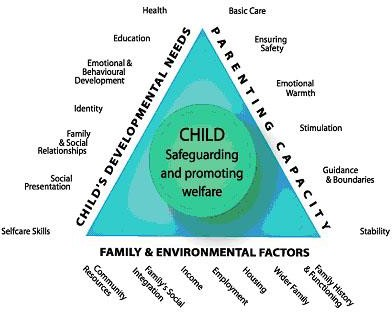 Health
Education
Emotional &
Behavioural
Development
Identity
Family
& Social
Relationships
Social
Presentation
Selfcare Skills
CHILD'S DEVELOPMENTAL NEEDS
Basic Care
Ensuring
Safety
Emotional
Warmth
Stimulation
Guidance
& Boundaries
Stability
PARENTING CAPACITY
CHILD
Safeguarding
and promoting
welfare
FAMILY & ENVIRONMENTAL FACTORS
Community
Resources
Family's Social
Integration
Income
Employment
Housing
Wider Family
Family History
& Functioning